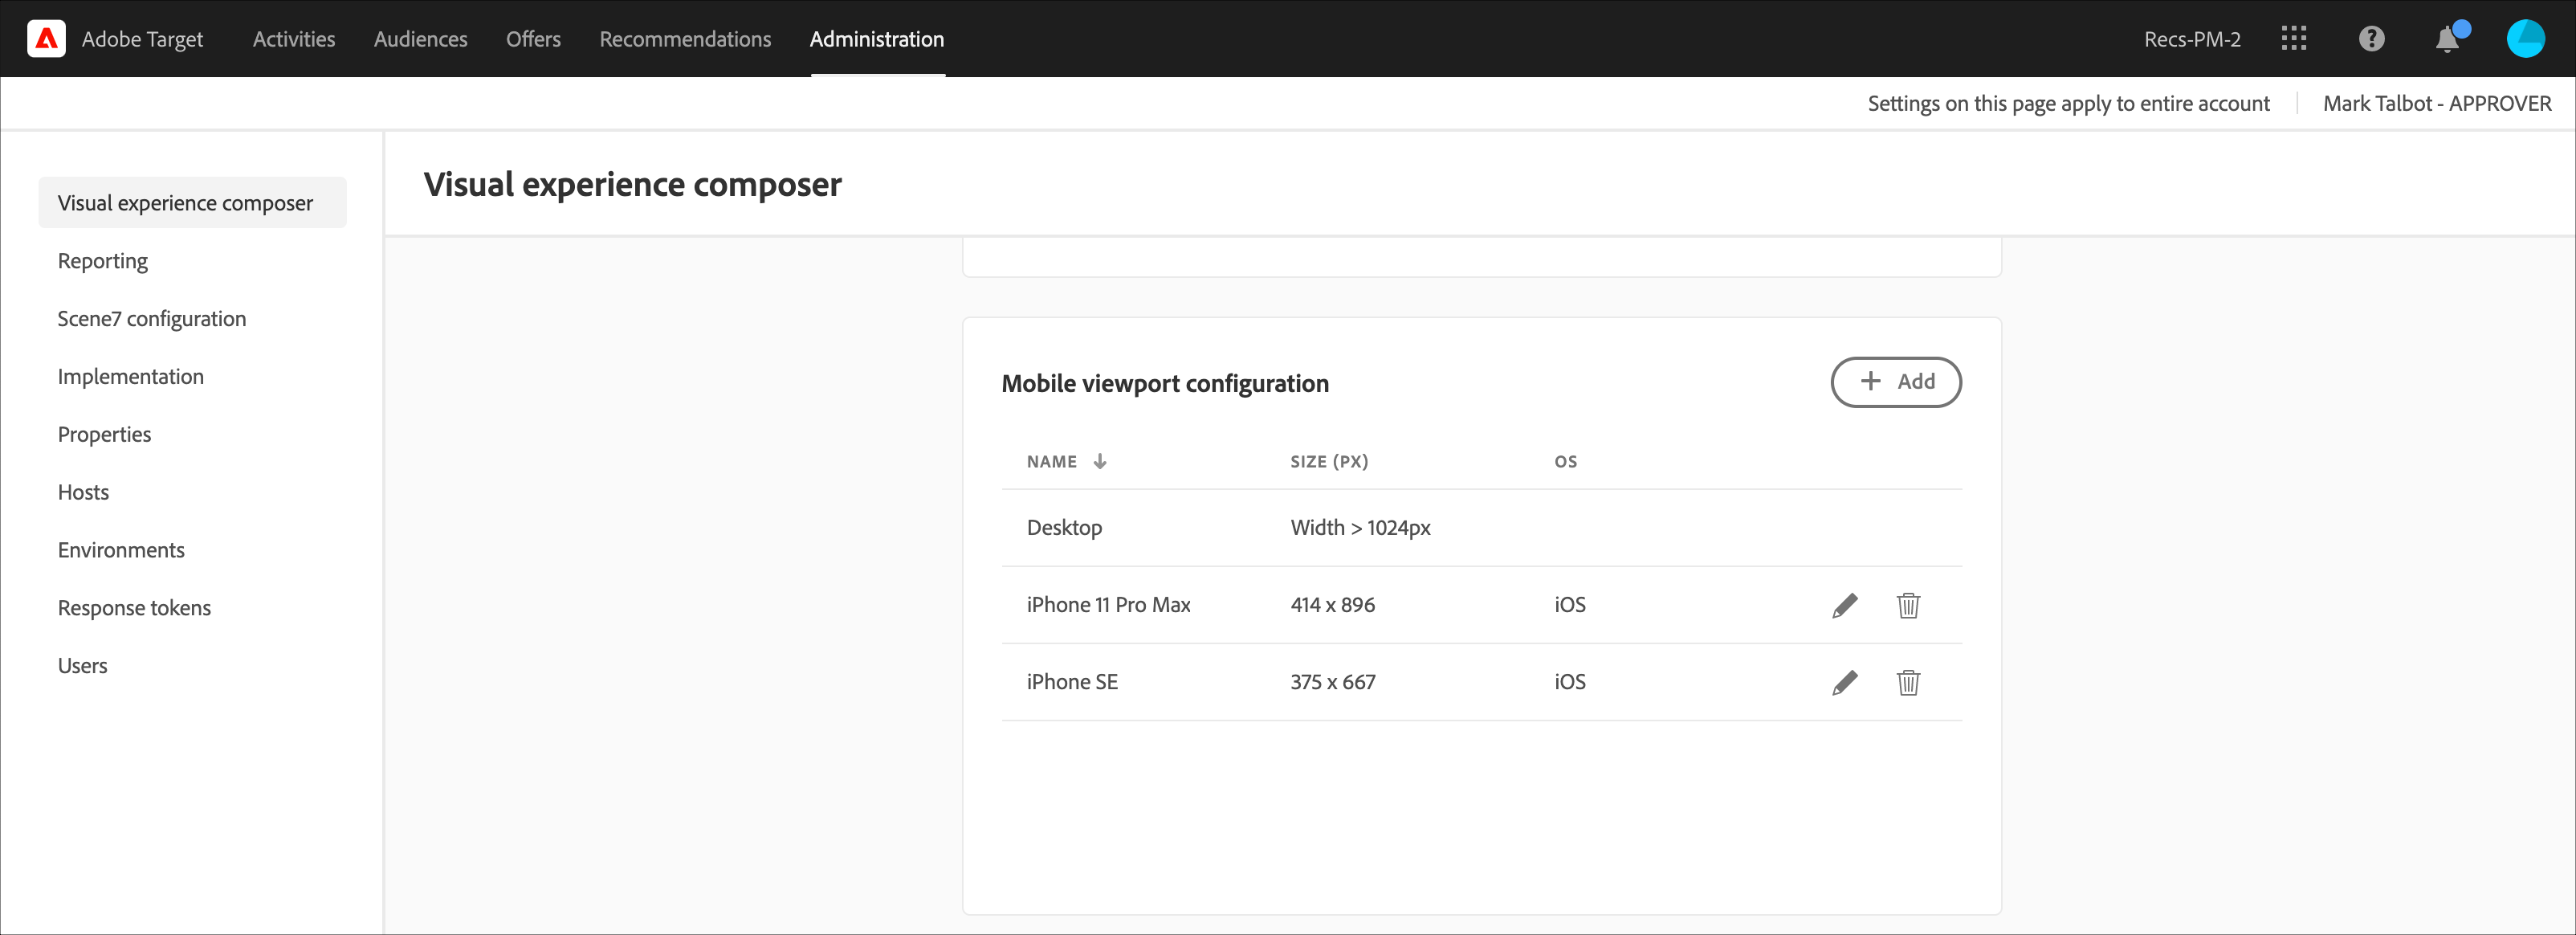 Adobe Target Activities Audiences Offers Recommendations Administration Recs-PM-2
Settings on this page apply to entire account Mark Talbot - APPROVER
Visual experience composer
Reporting
Scene7 configuration
Implementation
Properties
Hosts
Environments
Response tokens
Users
Visual experience composer
Mobile viewport configuration + Add
NAME SIZE (PX) OS
Desktop Width > 1024px
iPhone 11 Pro Max 414 x 896 iOS
iPhone SE 375 x 667 iOS